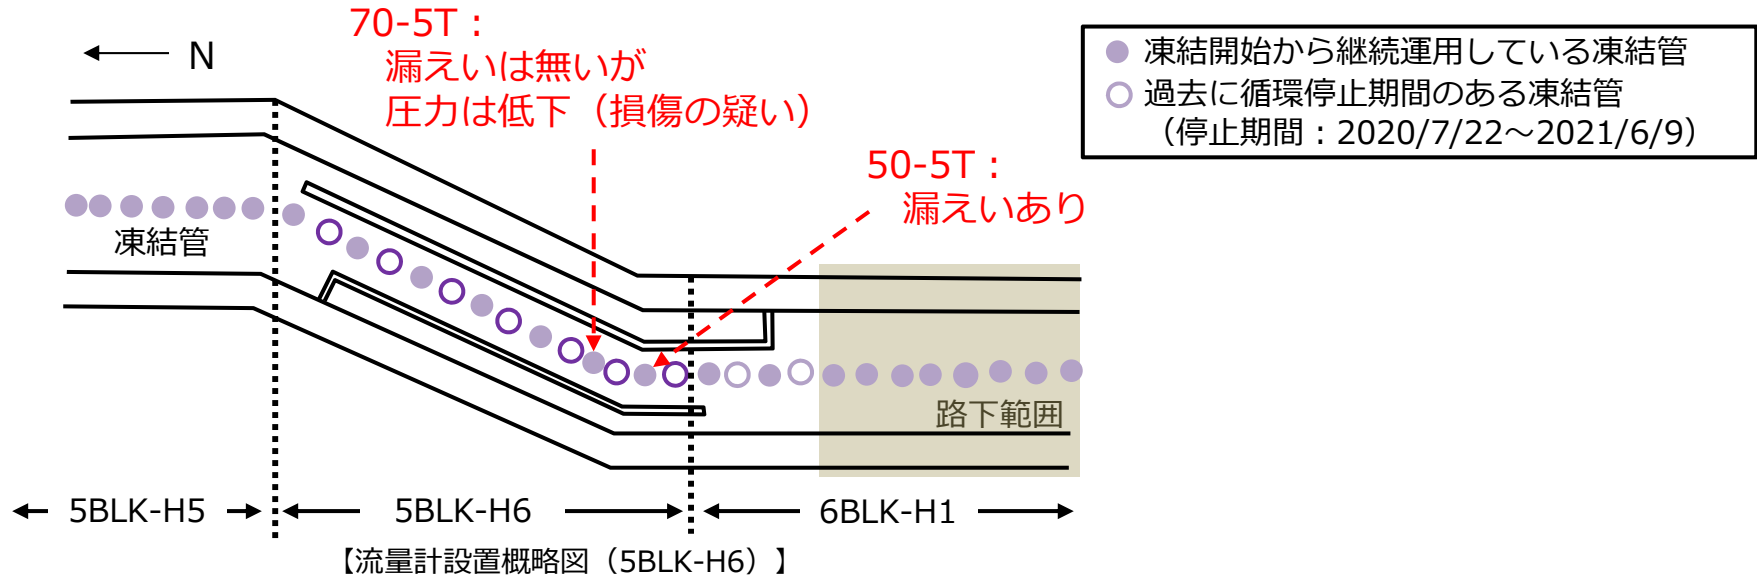 70-5T：
漏えいは無いが
圧力は低下（損傷の疑い）
N
● 凍結開始から継続運用している凍結管
○ 過去に循環停止期間のある凍結管
（停止期間：2020/7/22～2021/6/9）
50-5T：
漏えいあり
凍結管
路下範囲
5BLK-H5
5BLK-H6
6BLK-H1
【流量計設置概略図（5BLK-H6）】